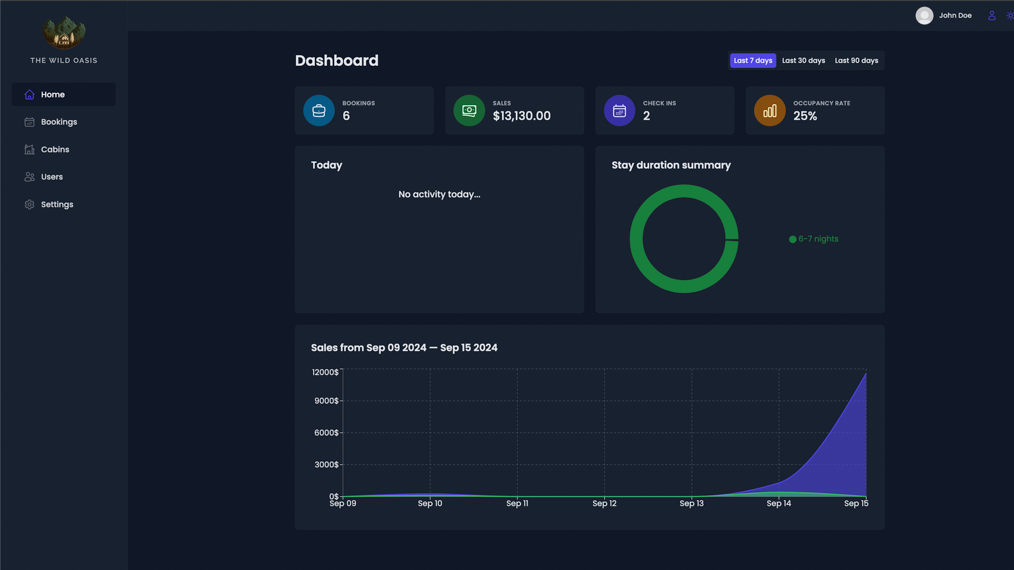 John Doe
THE WILD OASIS
Home
Bookings
Cabins
Users
Settings
Dashboard
Last 7 days Last 30 days Last 90 days
BOOKINGS
6
SALES
$13,130.00
CHECK INS
2
OCCUPANCY RATE
25%
Today
No activity today...
Stay duration summary
6-7 nights
Sales from Sep 09 2024 — Sep 15 2024
12000$
9000$
6000$
3000$
0$
Sep 09 Sep 10 Sep 11 Sep 12 Sep 13 Sep 14 Sep 15